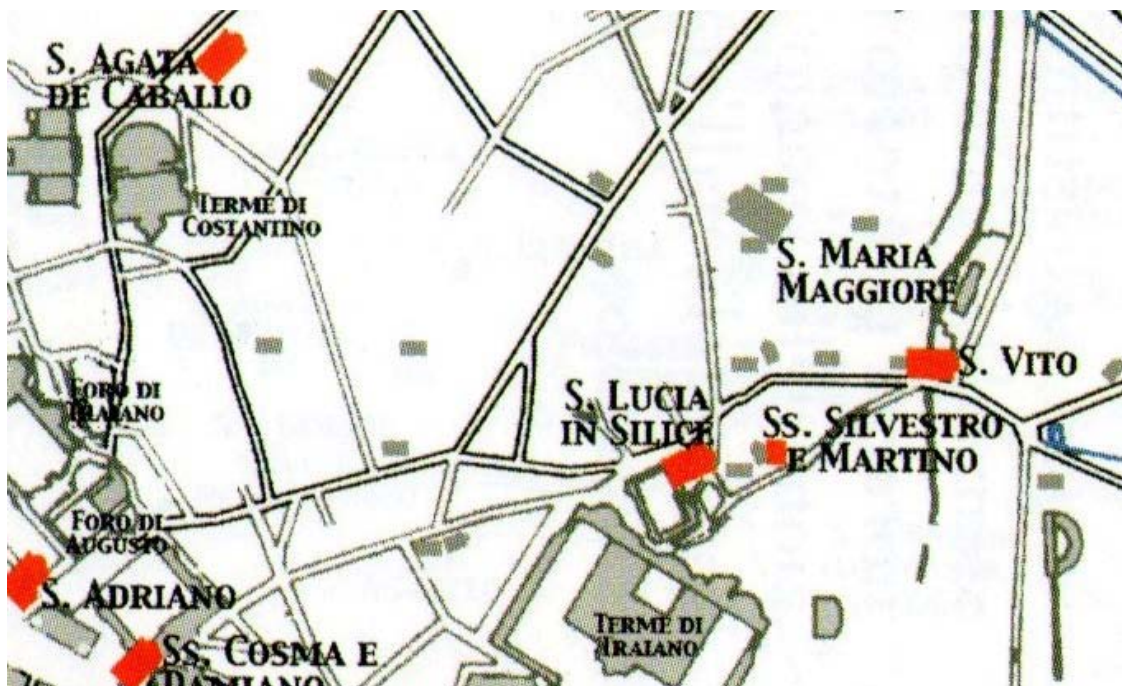 S. AGATA
DE CABALLO
TERME DI
COSTANTINO
S. MARIA
MAGGIORE
FORO DI
TRAIANO
S. LUCIA
IN SILICE
S. VITO
SS. SILVESTRO
E MARTINO
FORO DI
AUGUSTO
S. ADRIANO
TERME DI
TRAIANO
SS. COSMA E
DAMIANO